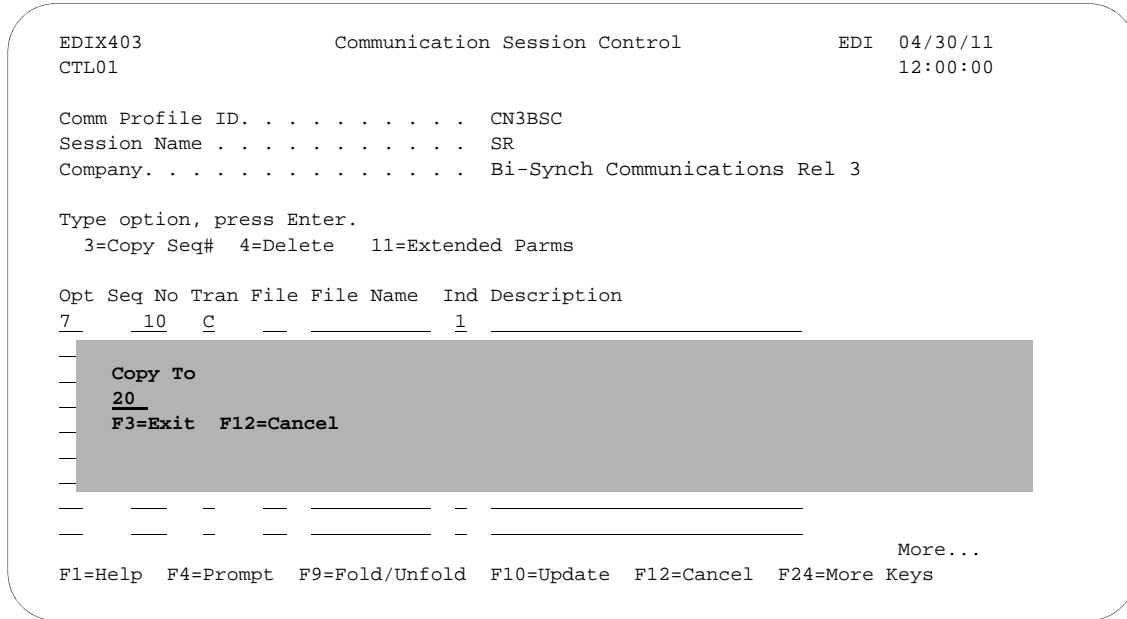 EDIX403 Communication Session Control EDI 04/30/11
CTL01 12:00:00
Comm Profile ID. . . . . . . . . . CN3BSC
Session Name . . . . . . . . . . . SR
Company. . . . . . . . . . . . . . Bi-Synch Communications Rel 3
Type option, press Enter.
3=Copy Seq# 4=Delete 11=Extended Parms
Opt Seq No Tran File File Name Ind Description
7 10 C 1
Copy To
20
F3=Exit F12=Cancel
More...
F1=Help F4=Prompt F9=Fold/Unfold F10=Update F12=Cancel F24=More Keys